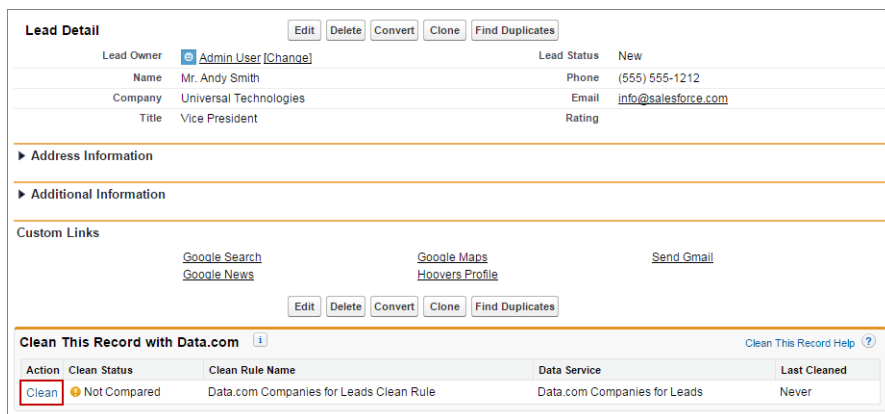 Lead Detail Edit Delete Convert Clone Find Duplicates
Lead Owner Admin User [Change] Lead Status New
Name Mr. Andy Smith Phone (555) 555-1212
Company Universal Technologies Email info@salesforce.com
Title Vice President Rating
Address Information
Additional Information
Custom Links
Google Search Google Maps Send Gmail
Google News Hoovers Profile
Edit Delete Convert Clone Find Duplicates
Clean This Record with Data.com i Clean This Record Help ?
Action Clean Status Clean Rule Name Data Service Last Cleaned
Clean Not Compared Data.com Companies for Leads Clean Rule Data.com Companies for Leads Never